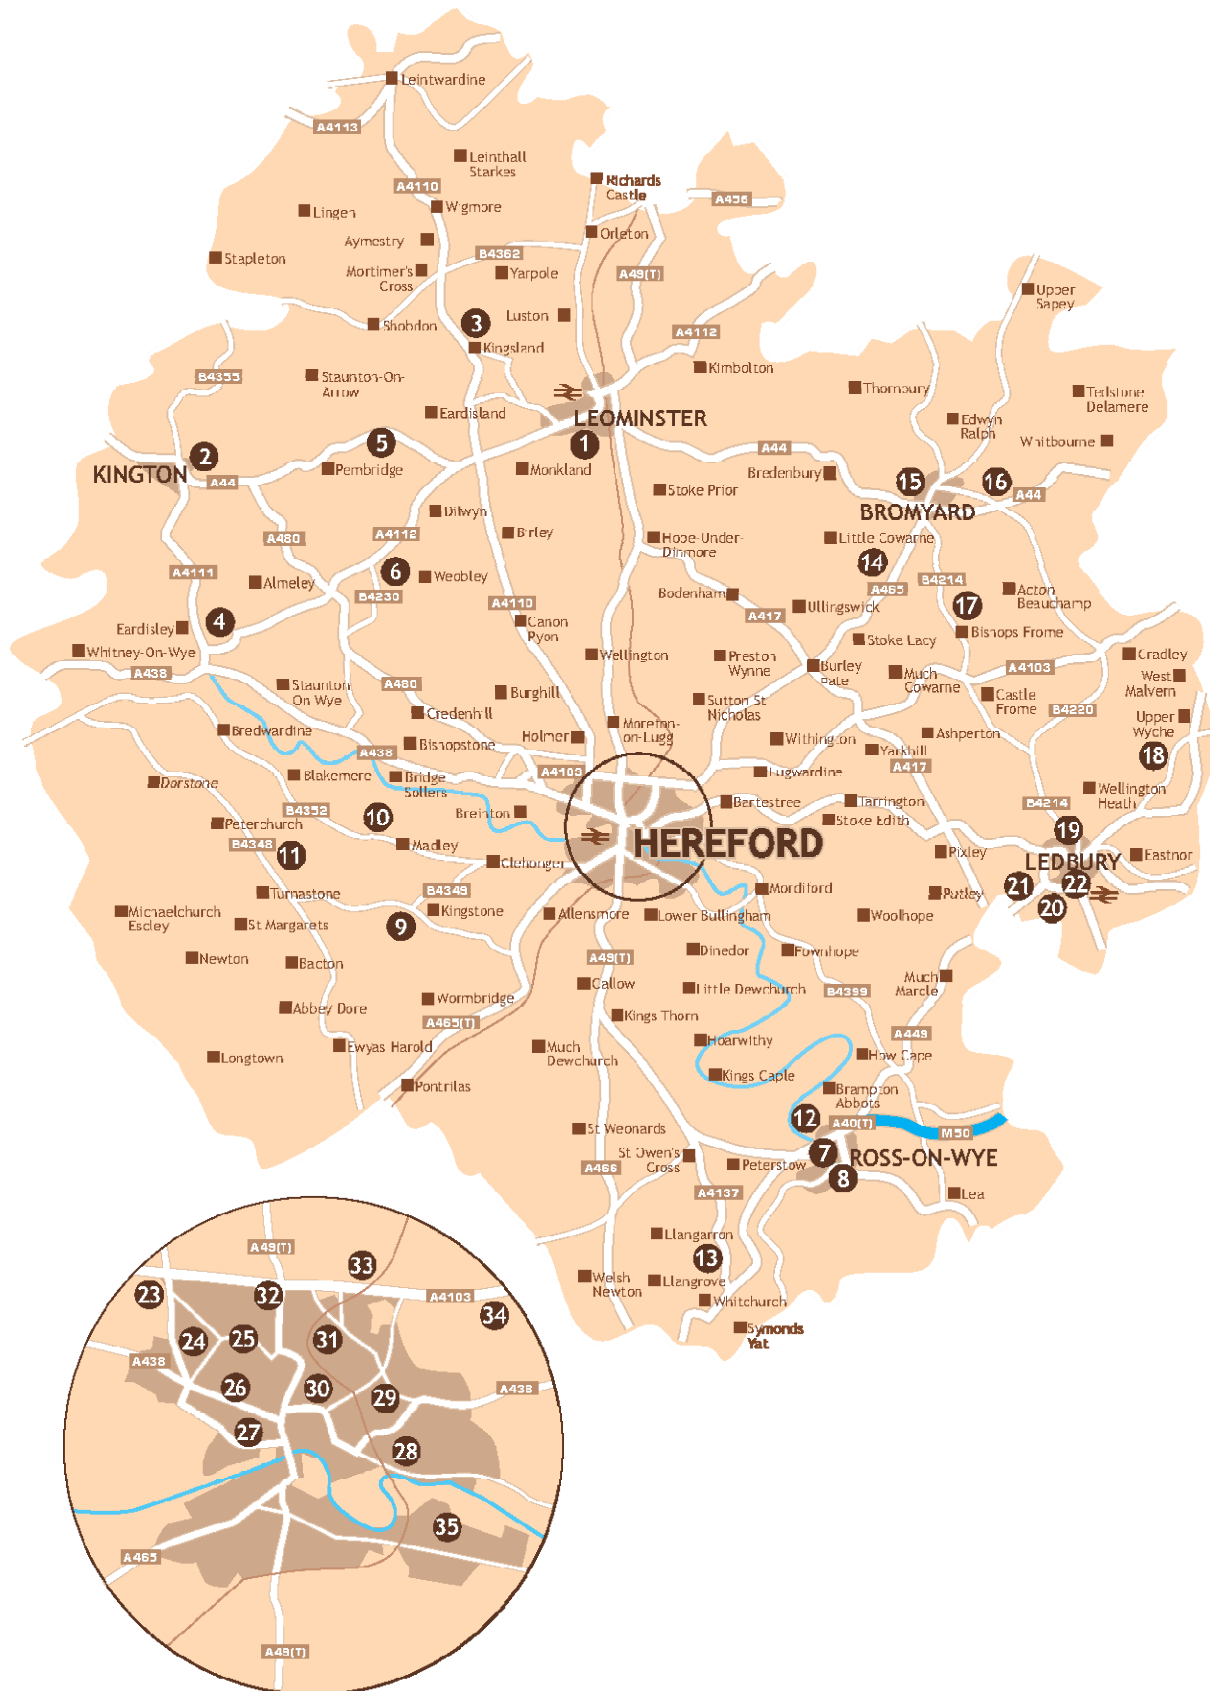 Leintwardine
A4113
Leinthall
Starkes
A4110
Richards
Castle
A456
Lingen
Wigmore
Aymestry
Orleton
B4362
Stapleton
Mortimer's
Cross
Yarpole
A49(T)
Upper
Sapey
Luston
3
Shobdon
A4112
Kingsland
Kimbolton
B4355
Staunton-On-
Arrow
Thornbury
Tedstone
Delamere
Eardisland
LEOMINSTER
Edwyn
Ralph
Whitbourne
5
1
A44
2
KINGTON
Pembridge
Monkland
Bredenbury
A44
15
16
A44
Stoke Prior
BROMYARD
Dilwyn
A4112
Birley
Hope-Under-
Dinmore
Little Cowarne
A480
14
A4111
6
Weobley
Almeley
B4230
A465
B4214
Acton
Beauchamp
Bodenham
A4110
Ullingswick
17
4
A417
Canon
Pyon
Eardisley
Bishops Frome
Whitney-On-Wye
Stoke Lacy
Wellington
Preston
Wynne
Cradley
A438
Burley
Gate
Much
Cowarne
A4103
West
Malvern
Staunton
On Wye
A480
Burghill
Sutton St
Nicholas
Castle
Frome
B4220
Credenhill
Upper
Wyche
Bredwardine
Moreton-
on-Lugg
Holmer
Withington
Ashperton
Bishopstone
A438
Yarkhill
18
A417
Dorstone
Blakemere
Bridge
Sollers
A4103
Lugwardine
Wellington
Heath
Bartestree
Tarrington
B4214
B4352
10
Breinton
Stoke Edith
19
Peterchurch
HEREFORD
B4348
Madley
11
Clehonger
Pixley
LEDBURY
Eastnor
Turnastone
B4349
Mordiford
Putley
21
22
20
Michaelchurch
Escley
St Margarets
9
Kingstone
Allensmore
Lower Bullingham
Woolhope
Newton
Bacton
A49(T)
Dinedor
Fownhope
Much
Marcle
Callow
Little Dewchurch
B4399
Abbey Dore
Wormbridge
A465(T)
Kings Thorn
A449
Longtown
Ewyas Harold
Much
Dewchurch
Hoarwithy
How Cape
Kings Caple
Pontrilas
Brampton
Abbots
12
A40(T)
M50
St Weonards
St Owen's
Cross
7
ROSS-ON-WYE
A466
Peterstow
8
A4137
Lea
Llangarron
13
Welsh
Newton
Llangrove
Whitchurch
Symonds
Yat
A49(T)
33
23
32
A4103
34
24
25
31
A438
26
30
29
A438
27
28
35
A465
A49(T)